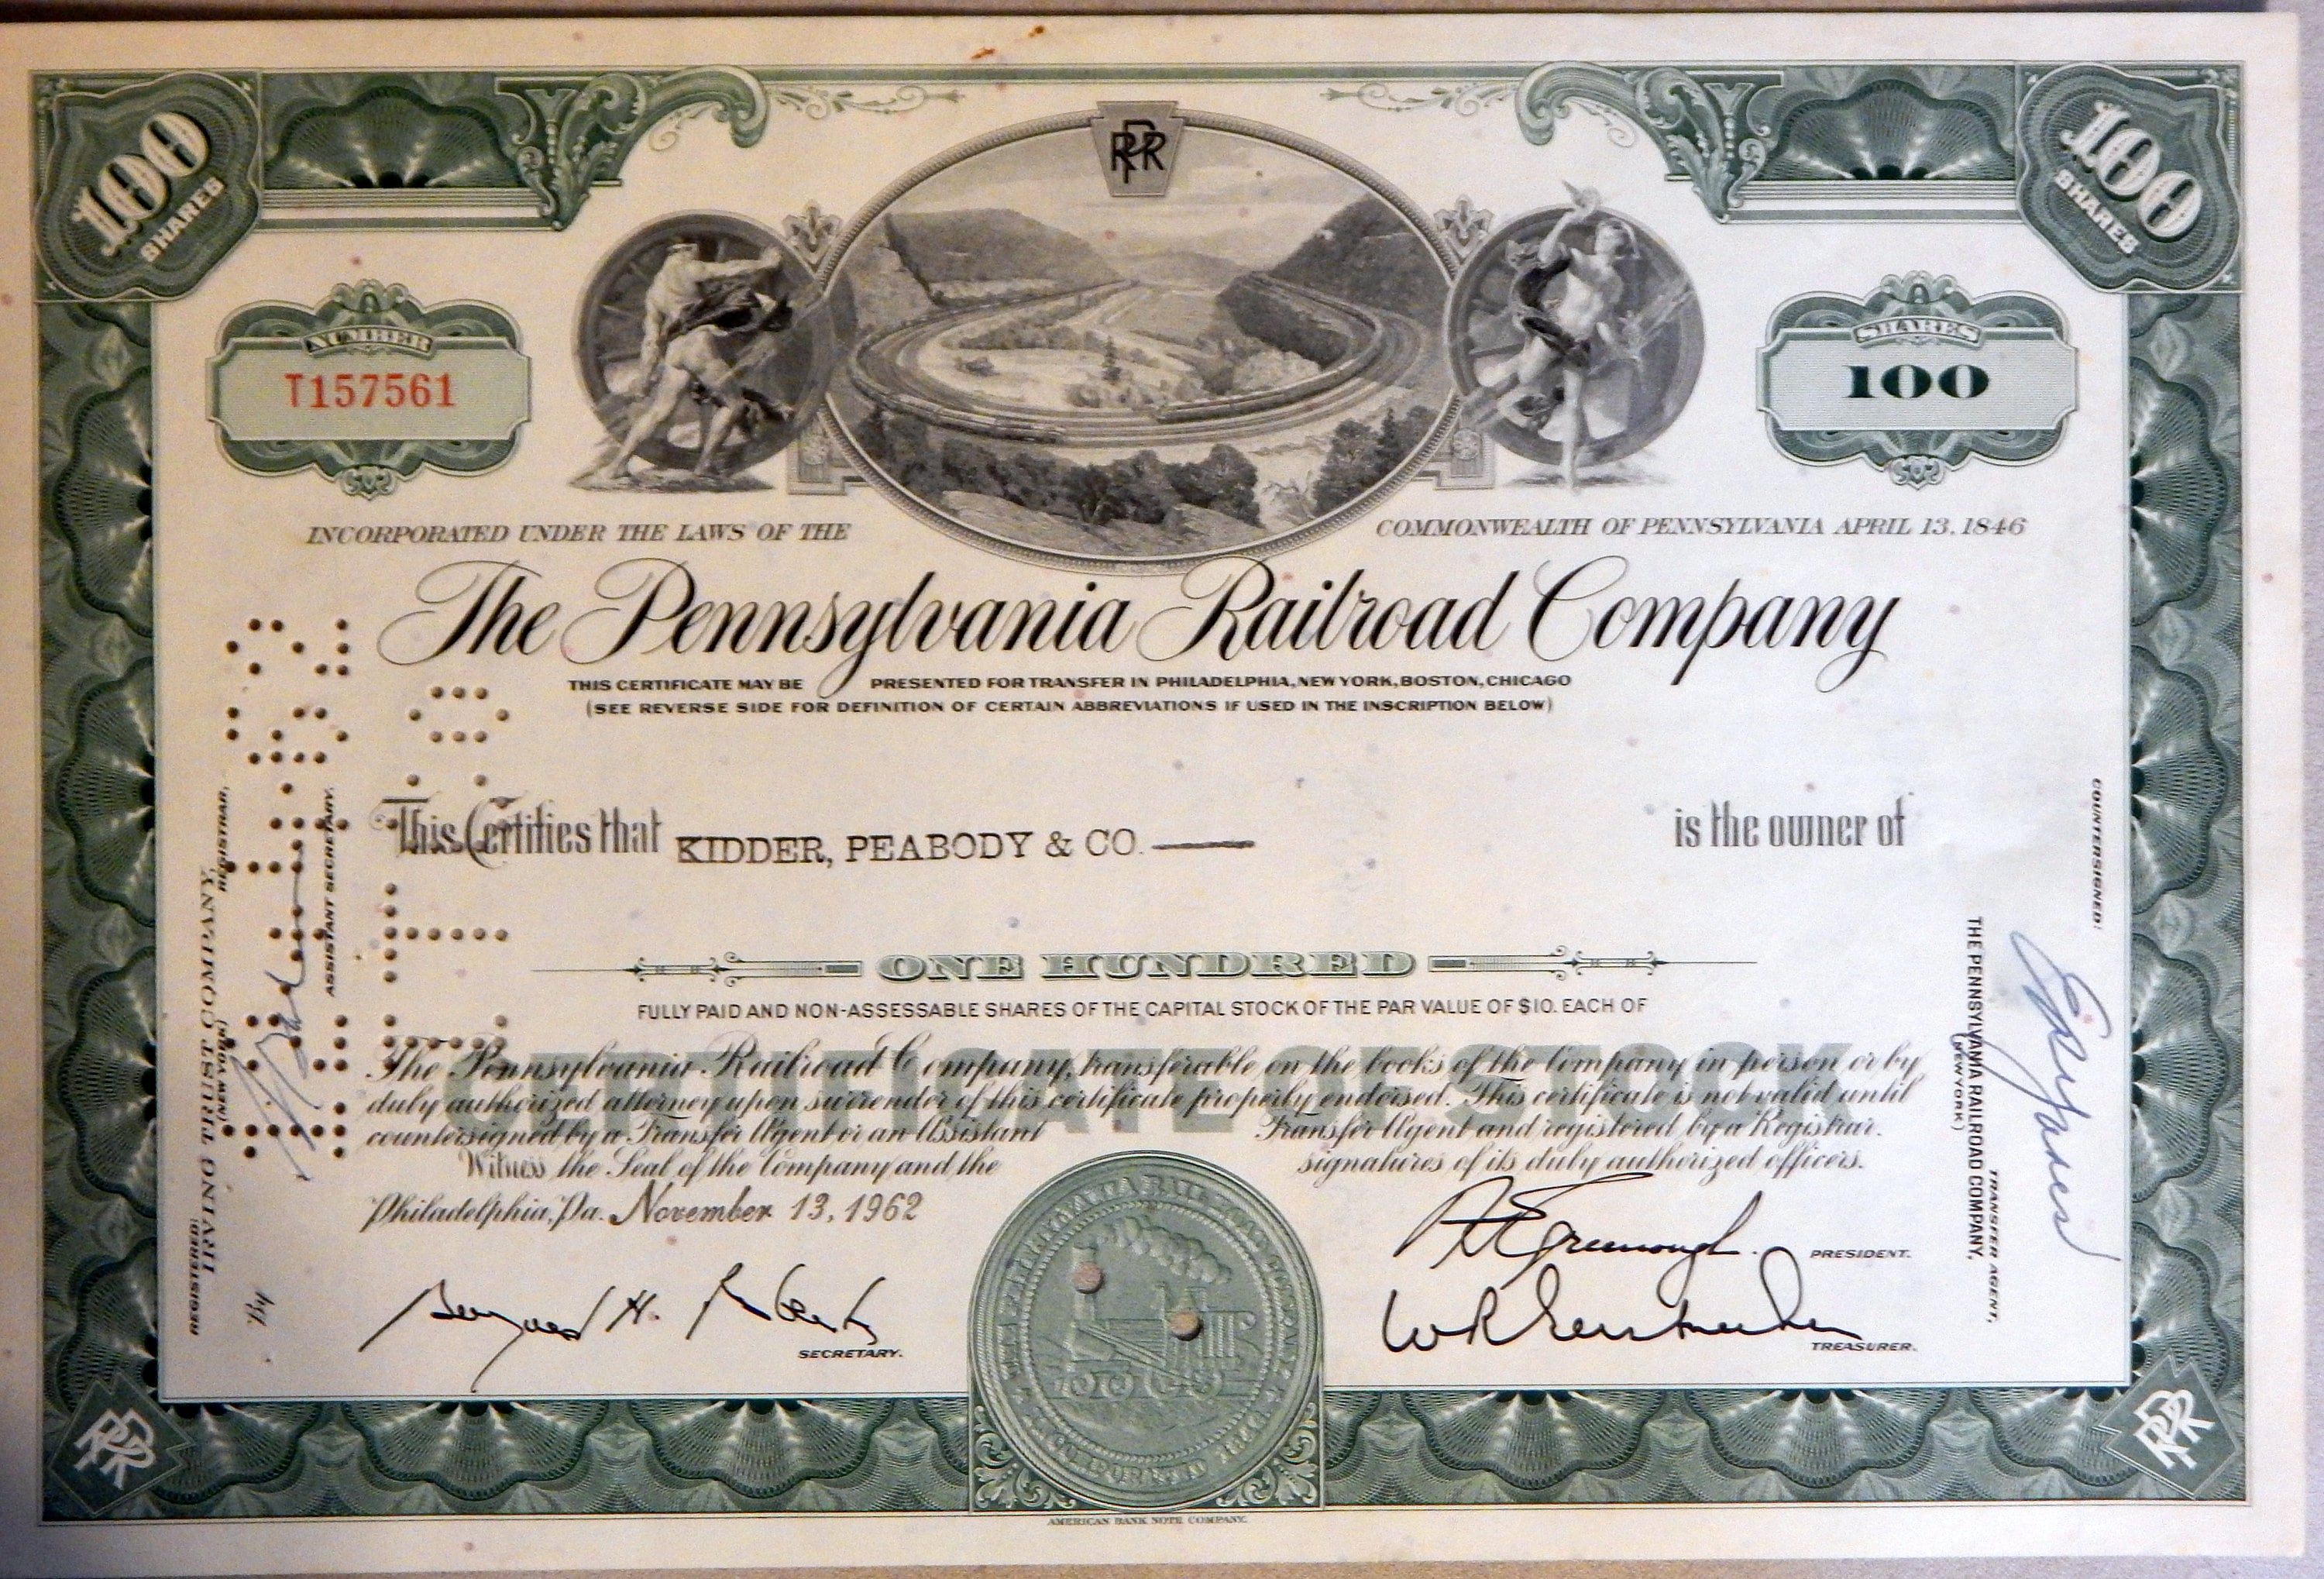 100
SHARES
100
SHARES
PRR
NUMBER
T157561
SHARES
100
INCORPORATED UNDER THE LAWS OF THE COMMONWEALTH OF PENNSYLVANIA APRIL 13, 1846
The Pennsylvania Railroad Company
THIS CERTIFICATE MAY BE PRESENTED FOR TRANSFER IN PHILADELPHIA, NEW YORK, BOSTON, CHICAGO
(SEE REVERSE SIDE FOR DEFINITION OF CERTAIN ABBREVIATIONS IF USED IN THE INSCRIPTION BELOW)
This Certifies that KIDDER, PEABODY & CO. is the owner of
ONE HUNDRED
FULLY PAID AND NON-ASSESSABLE SHARES OF THE CAPITAL STOCK OF THE PAR VALUE OF $10. EACH OF
CERTIFICATE OF STOCK
The Pennsylvania Railroad Company, transferable on the books of the Company in person or by
duly authorized attorney upon surrender of this certificate properly endorsed. This certificate is not valid until
countersigned by a Transfer Agent or an Assistant Transfer Agent and registered by a Registrar.
Witness the Seal of the Company and the signatures of its duly authorized officers.
Philadelphia, Pa. November 13, 1962
SECRETARY.
PRESIDENT.
TREASURER.
REGISTERED:
IRVING TRUST COMPANY,
(NEW YORK) REGISTRAR,
By
ASSISTANT SECRETARY.
COUNTERSIGNED:
THE PENNSYLVANIA RAILROAD COMPANY,
(NEW YORK)
TRANSFER AGENT,
PRR
PRR
AMERICAN BANK NOTE COMPANY.